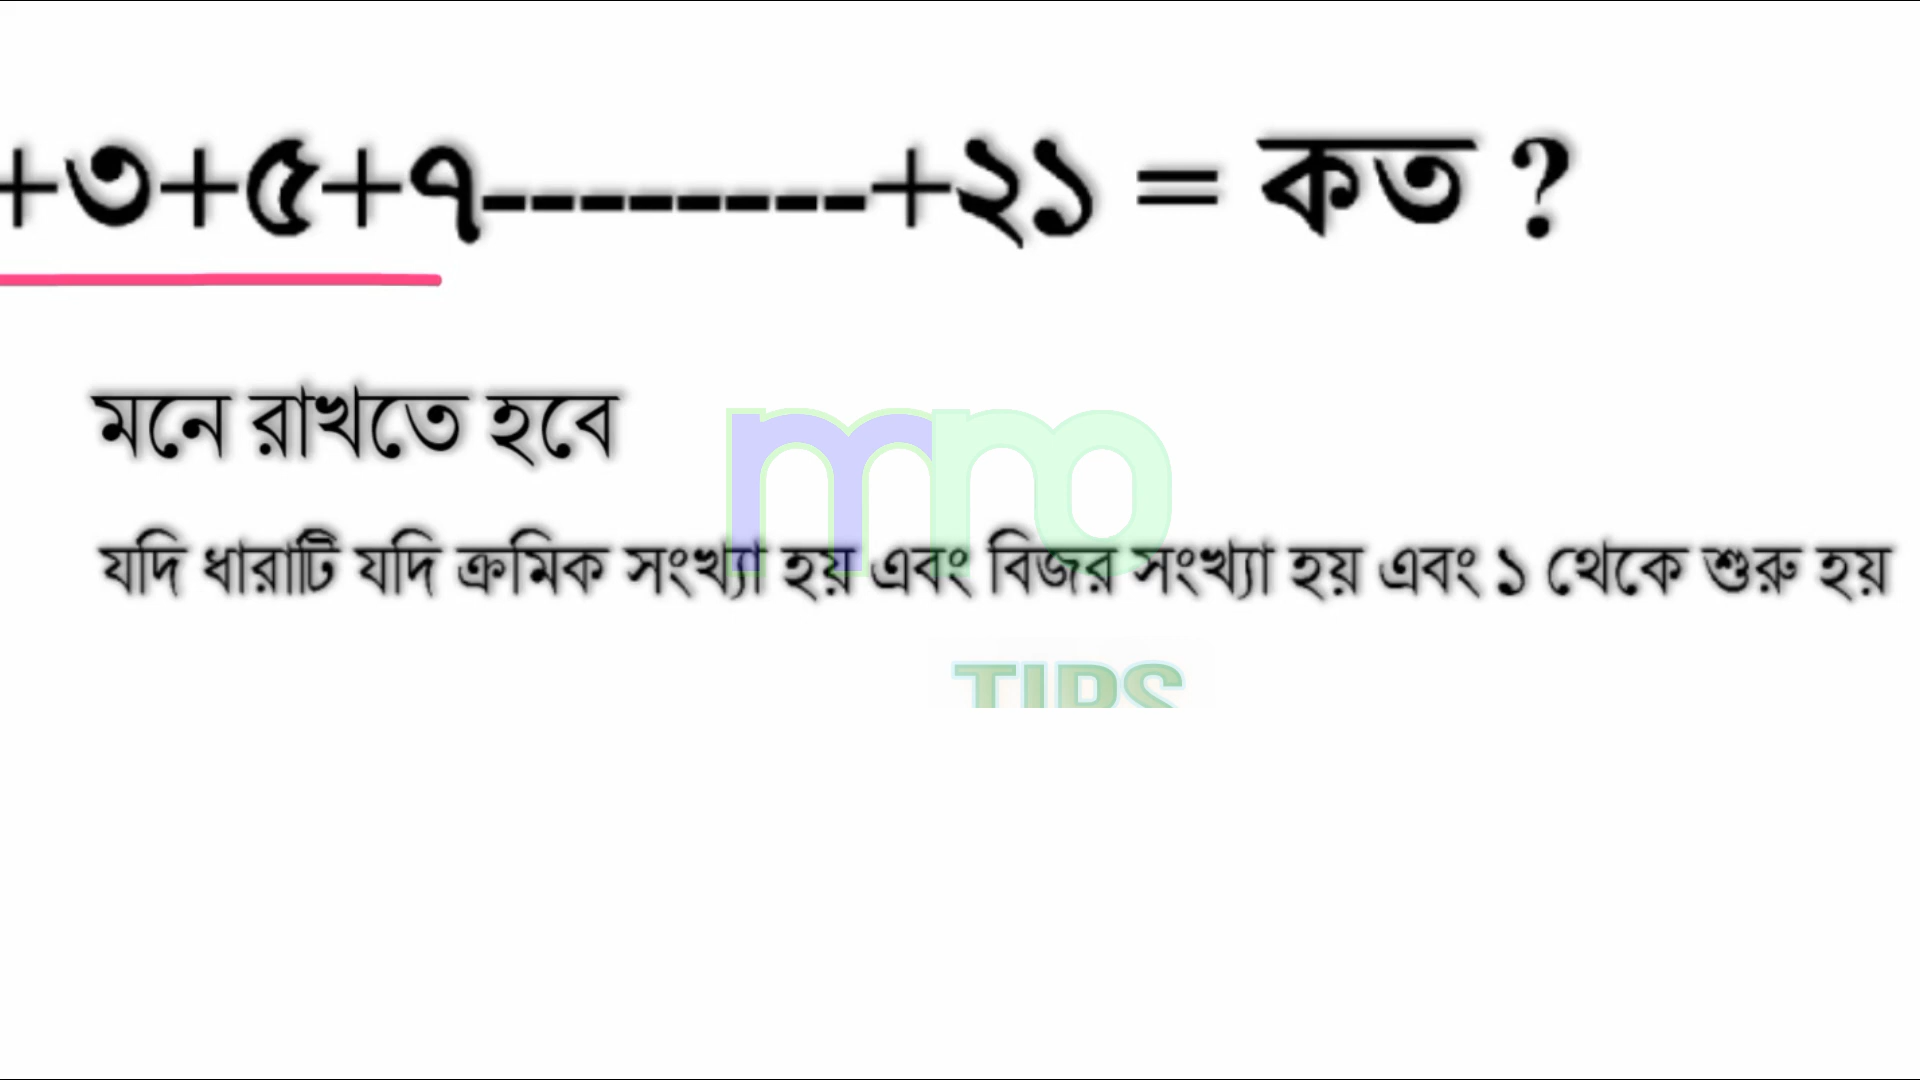 +৩+৫+৭--------+২১ = কত ?
মনে রাখতে হবে
mno
যদি ধারাটি যদি ক্রমিক সংখ্যা হয় এবং বিজর সংখ্যা হয় এবং ১ থেকে শুরু হয়
TIPS